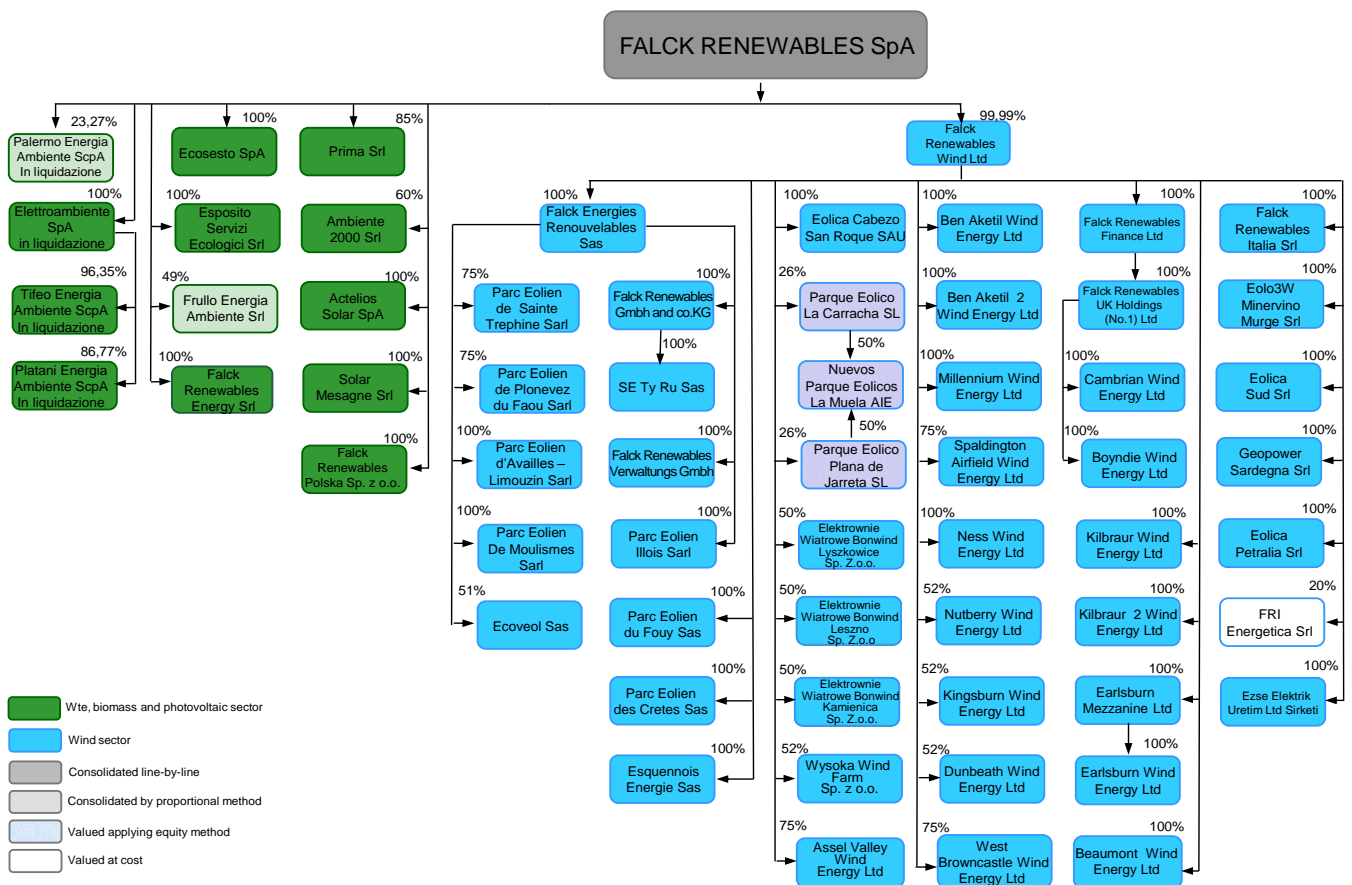 FALCK RENEWABLES SpA
23,27%
Palermo Energia
Ambiente ScpA
In liquidazione
100%
Elettroambiente
SpA
in liquidazione
96,35%
Tifeo Energia
Ambiente ScpA
In liquidazione
86,77%
Platani Energia
Ambiente ScpA
In liquidazione
100%
Ecosesto SpA
100%
Esposito
Servizi
Ecologici Srl
49%
Frullo Energia
Ambiente Srl
100%
Falck
Renewables
Energy Srl
85%
Prima Srl
60%
Ambiente
2000 Srl
100%
Actelios
Solar SpA
100%
Solar
Mesagne Srl
100%
Falck
Renewables
Polska Sp. z o.o.
99,99%
Falck
Renewables
Wind Ltd
100%
Falck Energies
Renouvelables
Sas
75%
Parc Eolien
de Sainte
Trephine Sarl
75%
Parc Eolien
de Plonevez
du Faou Sarl
100%
Parc Eolien
d'Availles –
Limouzin Sarl
100%
Parc Eolien
De Moulismes
Sarl
51%
Ecoveol Sas
100%
Falck Renewables
Gmbh and co.KG
100%
SE Ty Ru Sas
100%
Falck Renewables
Verwaltungs Gmbh
100%
Parc Eolien
Illois Sarl
100%
Parc Eolien
du Fouy Sas
100%
Parc Eolien
des Cretes Sas
100%
Esquennois
Energie Sas
100%
Eolica Cabezo
San Roque SAU
26%
Parque Eolico
La Carracha SL
50%
Nuevos
Parque Eolicos
La Muela AIE
50%
26%
Parque Eolico
Plana de
Jarreta SL
50%
Elektrownie
Wiatrowe Bonwind
Lyszkowice
Sp. Z.o.o.
50%
Elektrownie
Wiatrowe Bonwind
Leszno
Sp. Z.o.o
50%
Elektrownie
Wiatrowe Bonwind
Kamienica
Sp. Z.o.o.
52%
Wysoka Wind
Farm
Sp. z o.o.
75%
Assel Valley
Wind
Energy Ltd
100%
Ben Aketil Wind
Energy Ltd
100%
Ben Aketil 2
Wind Energy Ltd
100%
Millennium Wind
Energy Ltd
75%
Spaldington
Airfield Wind
Energy Ltd
100%
Ness Wind
Energy Ltd
52%
Nutberry Wind
Energy Ltd
52%
Kingsburn Wind
Energy Ltd
52%
Dunbeath Wind
Energy Ltd
75%
West
Browncastle Wind
Energy Ltd
100%
Falck Renewables
Finance Ltd
100%
Falck Renewables
UK Holdings
(No.1) Ltd
100%
Cambrian Wind
Energy Ltd
100%
Boyndie Wind
Energy Ltd
100%
Kilbraur Wind
Energy Ltd
100%
Kilbraur 2 Wind
Energy Ltd
100%
Earlsburn
Mezzanine Ltd
100%
Earlsburn Wind
Energy Ltd
100%
Beaumont Wind
Energy Ltd
100%
Falck
Renewables
Italia Srl
100%
Eolo3W
Minervino
Murge Srl
100%
Eolica
Sud Srl
100%
Geopower
Sardegna Srl
100%
Eolica
Petralia Srl
20%
FRI
Energetica Srl
100%
Ezse Elektrik
Uretim Ltd Sirketi
Wte, biomass and photovoltaic sector
Wind sector
Consolidated line-by-line
Consolidated by proportional method
Valued applying equity method
Valued at cost